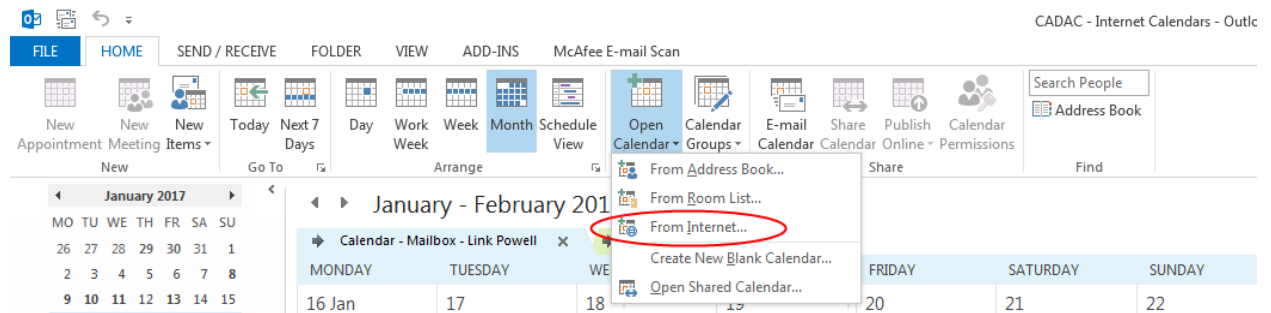 CADAC - Internet Calendars - Outlo
FILE HOME SEND / RECEIVE FOLDER VIEW ADD-INS McAfee E-mail Scan
New Appointment
New Meeting
New Items
Today
Next 7 Days
Day
Work Week
Week
Month
Schedule View
Open Calendar
Calendar Groups
E-mail Calendar
Share Calendar
Publish Online
Calendar Permissions
Search People
Address Book
New Go To Arrange Share Find
From Address Book...
From Room List...
From Internet...
Create New Blank Calendar...
Open Shared Calendar...
January 2017
MO TU WE TH FR SA SU
26 27 28 29 30 31 1
2 3 4 5 6 7 8
9 10 11 12 13 14 15
January - February 201
Calendar - Mailbox - Link Powell
MONDAY TUESDAY WE FRIDAY SATURDAY SUNDAY
16 Jan 17 18 19 20 21 22